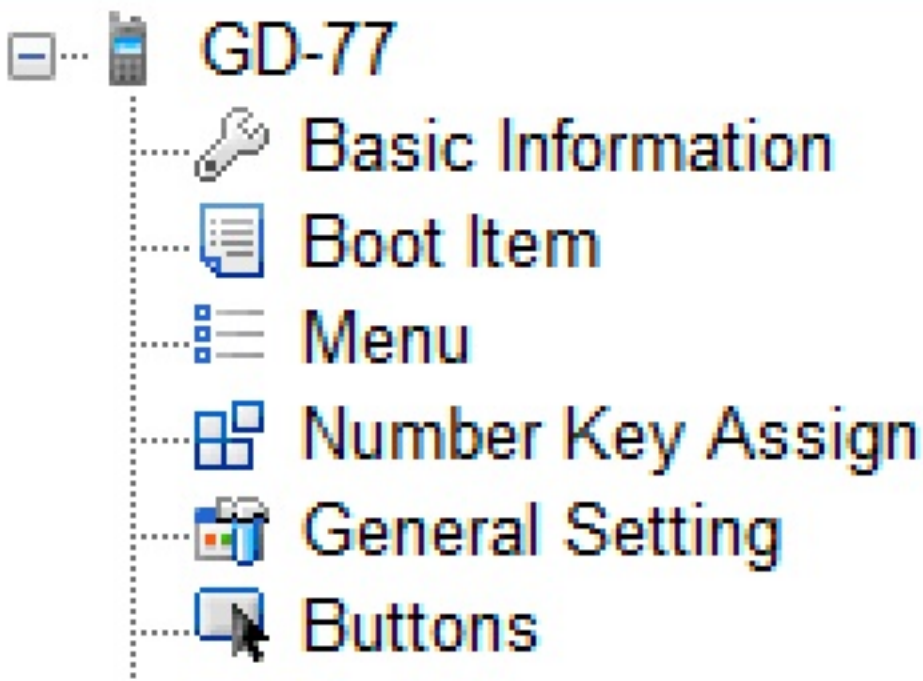 GD-77
Basic Information
Boot Item
Menu
Number Key Assign
General Setting
Buttons